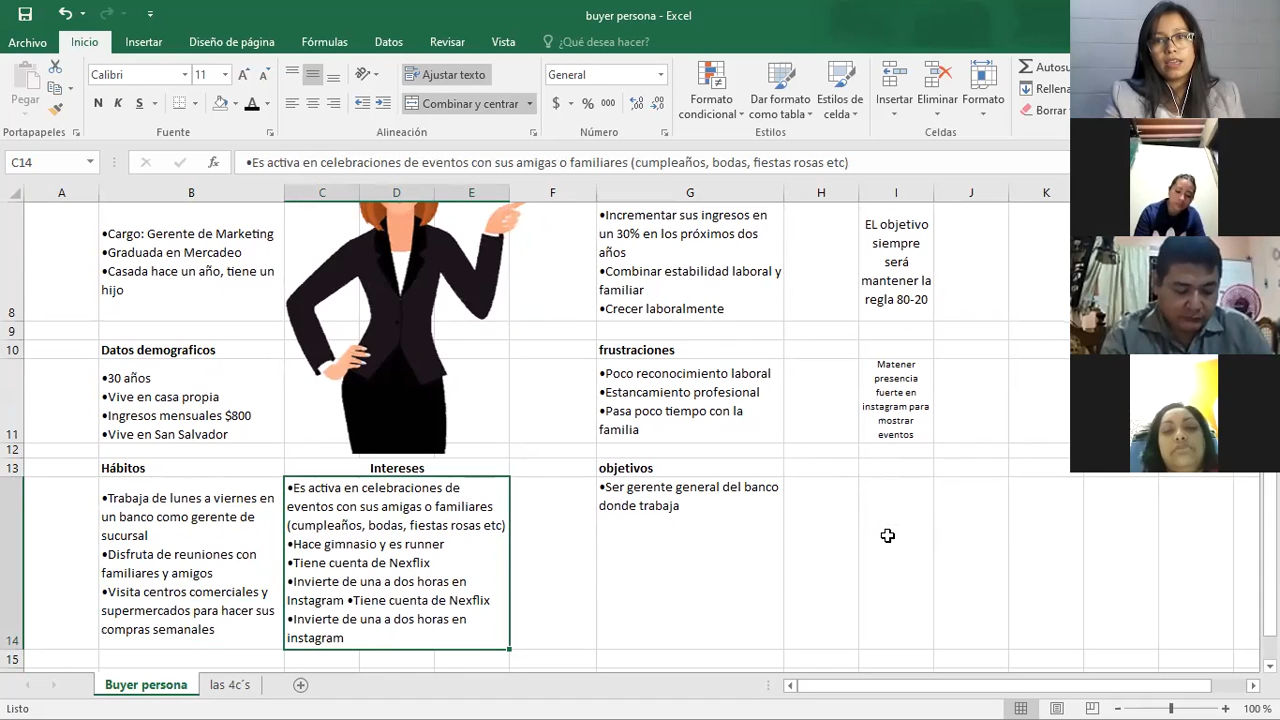 buyer persona - Excel
Archivo
Inicio
Insertar
Diseño de página
Fórmulas
Datos
Revisar
Vista
¿Qué desea hacer?
Pegar
Portapapeles
Calibri
11
N K S
Fuente
Ajustar texto
Combinar y centrar
Alineación
General
$ % 000
Número
Formato condicional
Dar formato como tabla
Estilos de celda
Estilos
Insertar
Eliminar
Formato
Celdas
Autosu
Rellena
Borrar
C14
fx
•Es activa en celebraciones de eventos con sus amigas o familiares (cumpleaños, bodas, fiestas rosas etc)
A B C D E F G H I J K
8
•Cargo: Gerente de Marketing
•Graduada en Mercadeo
•Casada hace un año, tiene un
hijo
•Incrementar sus ingresos en
un 30% en los próximos dos
años
•Combinar estabilidad laboral y
familiar
•Crecer laboralmente
EL objetivo
siempre
será
mantener la
regla 80-20
9
10
Datos demograficos
frustraciones
11
•30 años
•Vive en casa propia
•Ingresos mensuales $800
•Vive en San Salvador
•Poco reconocimiento laboral
•Estancamiento profesional
•Pasa poco tiempo con la
familia
Matener
presencia
fuerte en
instagram para
mostrar
eventos
12
13
Hábitos
Intereses
objetivos
14
•Trabaja de lunes a viernes en
un banco como gerente de
sucursal
•Disfruta de reuniones con
familiares y amigos
•Visita centros comerciales y
supermercados para hacer sus
compras semanales
•Es activa en celebraciones de
eventos con sus amigas o familiares
(cumpleaños, bodas, fiestas rosas etc)
•Hace gimnasio y es runner
•Tiene cuenta de Nexflix
•Invierte de una a dos horas en
Instagram •Tiene cuenta de Nexflix
•Invierte de una a dos horas en
instagram
•Ser gerente general del banco
donde trabaja
15
Buyer persona
las 4c´s
Listo
100 %